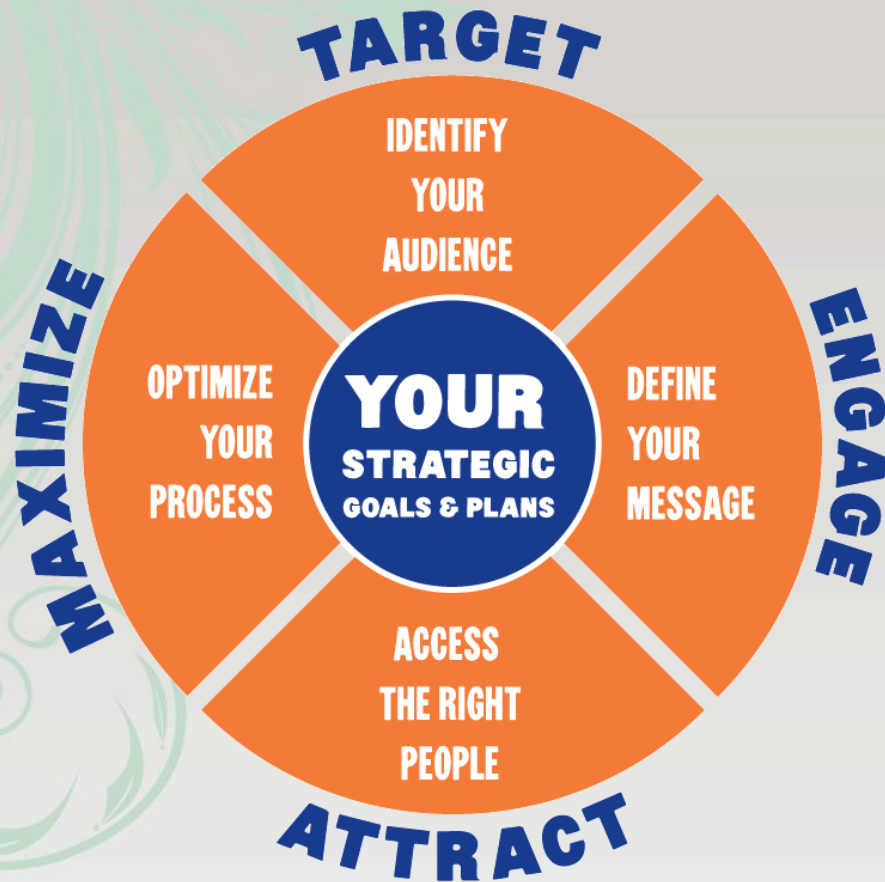 TARGET
IDENTIFY
YOUR
AUDIENCE
ENGAGE
DEFINE
YOUR
MESSAGE
ATTRACT
ACCESS
THE RIGHT
PEOPLE
MAXIMIZE
OPTIMIZE
YOUR
PROCESS
YOUR
STRATEGIC
GOALS & PLANS